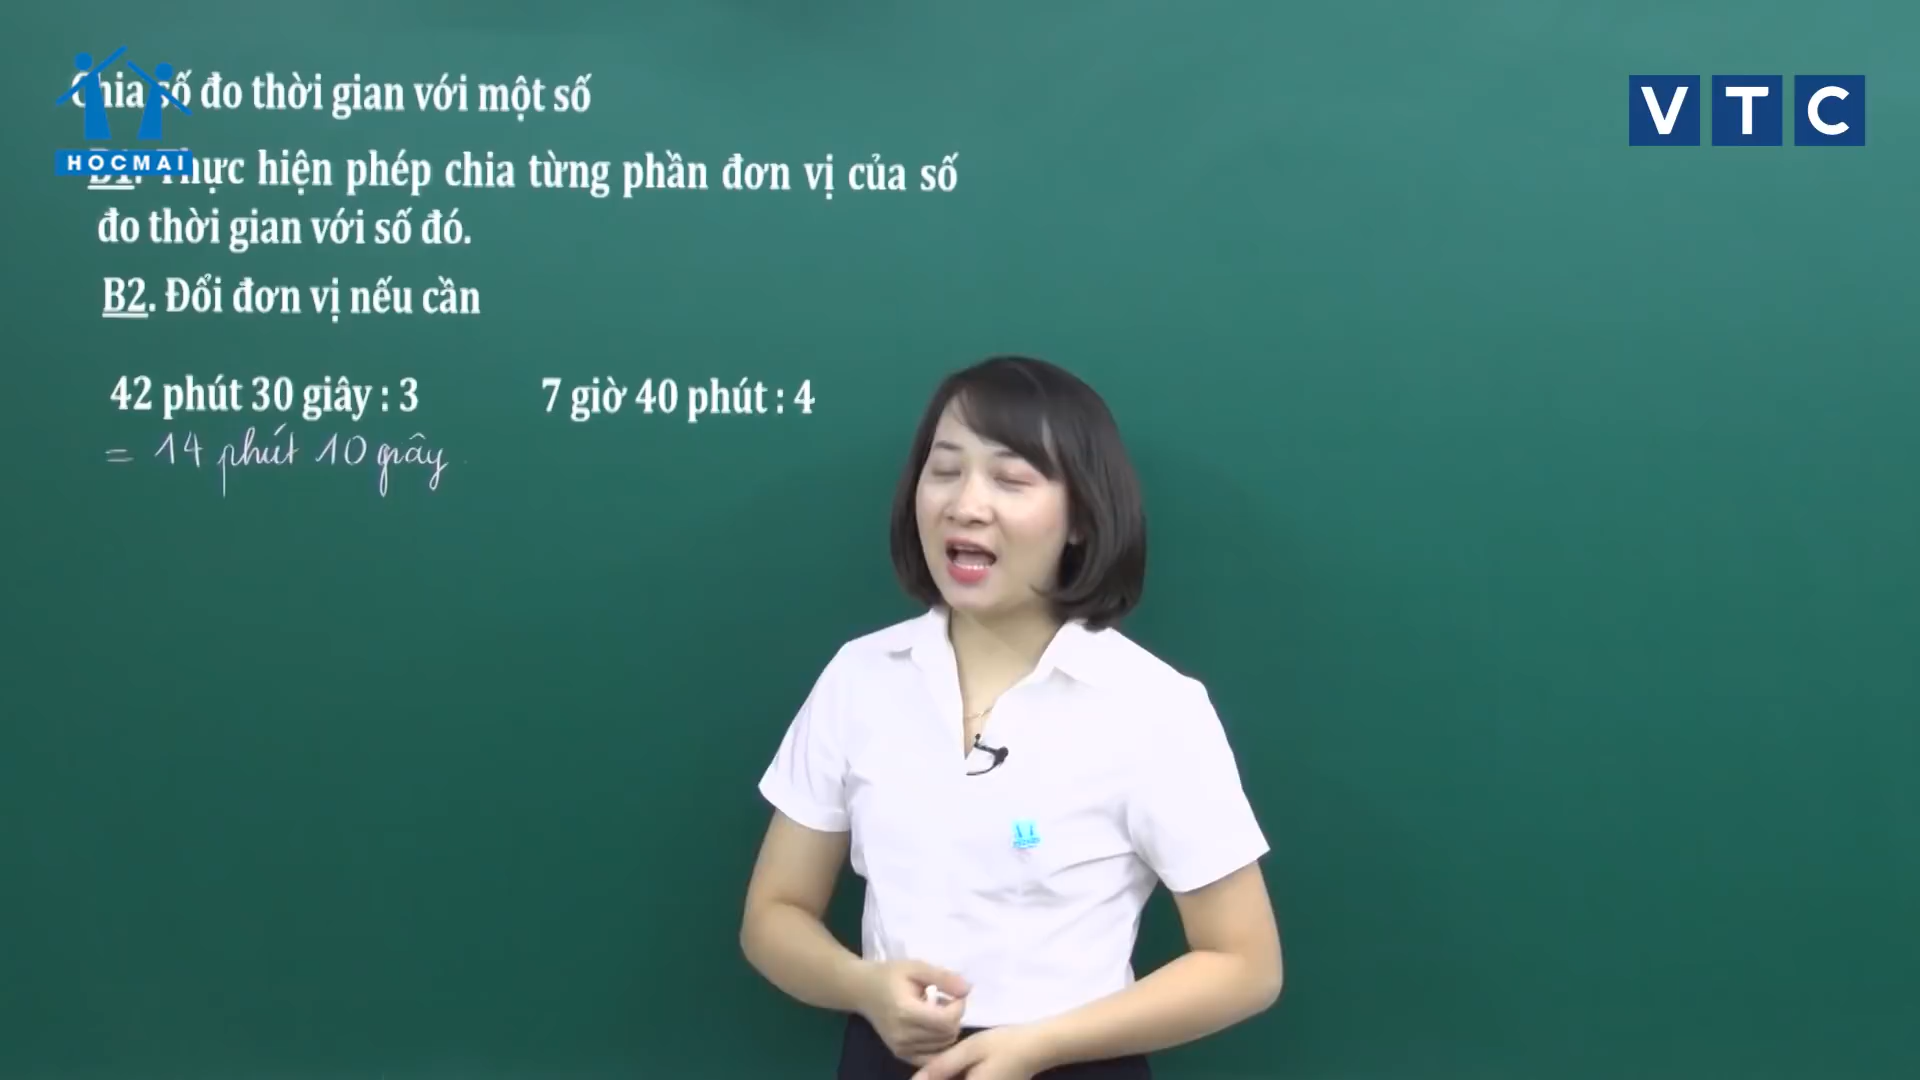 Chia số đo thời gian với một số
VTC
HOCMAI
B1. Thực hiện phép chia từng phần đơn vị của số
đo thời gian với số đó.
B2. Đổi đơn vị nếu cần
42 phút 30 giây : 3
7 giờ 40 phút : 4
= 14 phút 10 giây